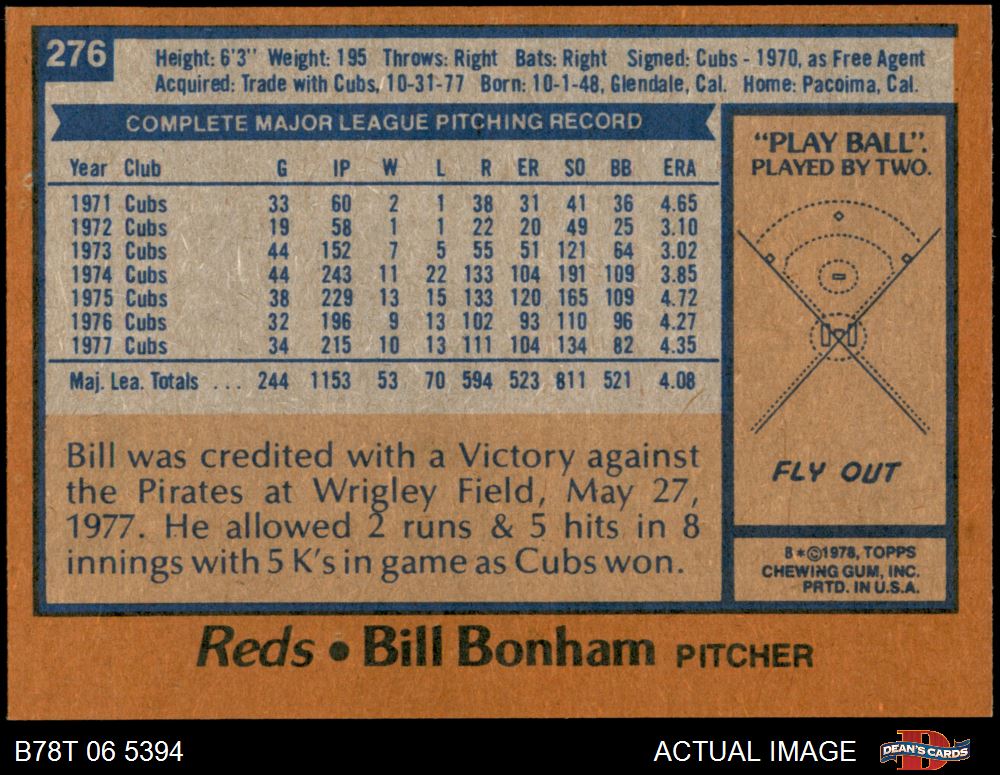 276
Height: 6'3" Weight: 195 Throws: Right Bats: Right Signed: Cubs - 1970, as Free Agent
Acquired: Trade with Cubs, 10-31-77 Born: 10-1-48, Glendale, Cal. Home: Pacoima, Cal.
COMPLETE MAJOR LEAGUE PITCHING RECORD
Year Club G IP W L R ER SO BB ERA
1971 Cubs 33 60 2 1 38 31 41 36 4.65
1972 Cubs 19 58 1 1 22 20 49 25 3.10
1973 Cubs 44 152 7 5 55 51 121 64 3.02
1974 Cubs 44 243 11 22 133 104 191 109 3.85
1975 Cubs 38 229 13 15 133 120 165 109 4.72
1976 Cubs 32 196 9 13 102 93 110 96 4.27
1977 Cubs 34 215 10 13 111 104 134 82 4.35
Maj. Lea. Totals ... 244 1153 53 70 594 523 811 521 4.08
Bill was credited with a Victory against
the Pirates at Wrigley Field, May 27,
1977. He allowed 2 runs & 5 hits in 8
innings with 5 K's in game as Cubs won.
"PLAY BALL".
PLAYED BY TWO.
FLY OUT
8*©1978, TOPPS
CHEWING GUM, INC.
PRTD. IN U.S.A.
Reds • Bill Bonham PITCHER
B78T 06 5394 ACTUAL IMAGE
D
DEAN'S CARDS